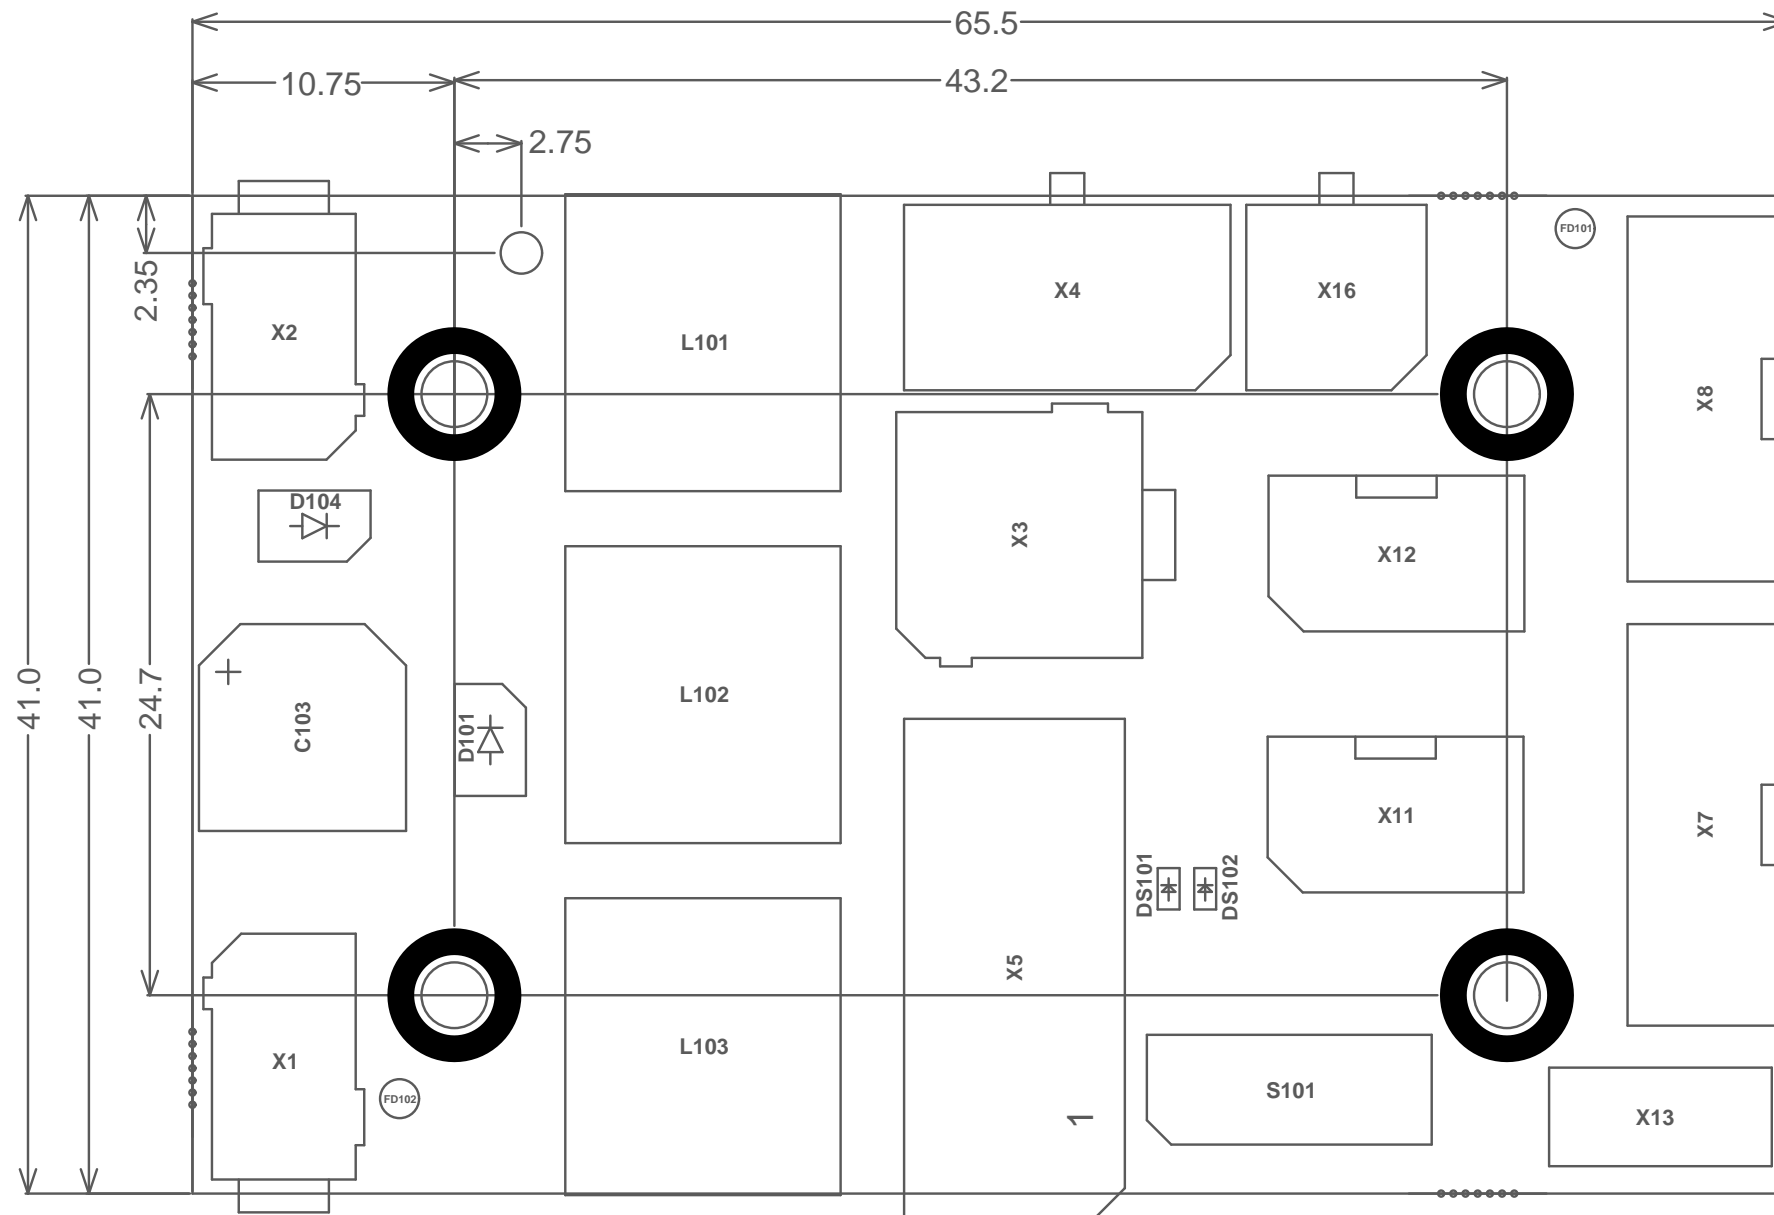 65.5
10.75
43.2
2.75
2.35
41.0
41.0
24.7
FD101
X2
L101
X4
X16
X8
D104
X3
X12
L102
C103
D101
X11
X7
DS101
DS102
X5
L103
X1
FD102
S101
1
X13